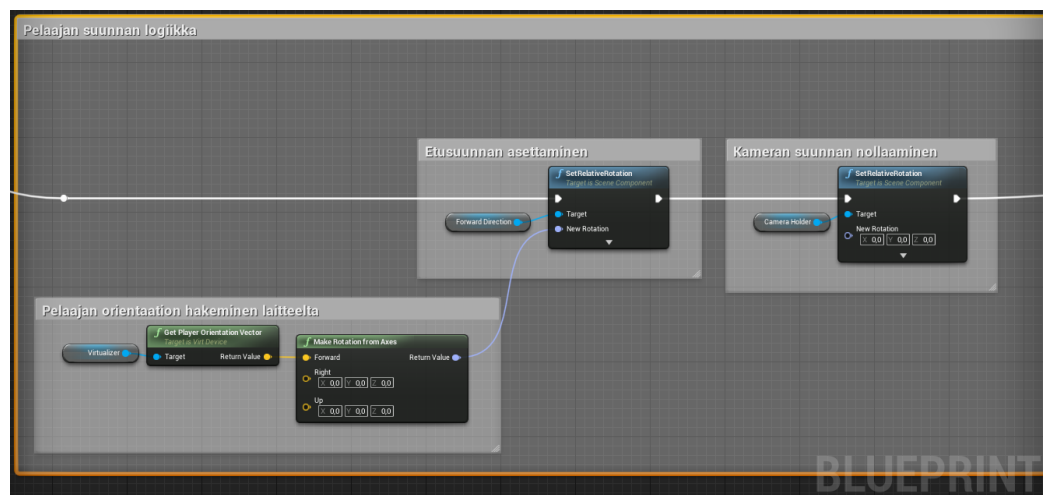 Pelaajan suunnan logiikka
Etusuunnan asettaminen
f SetRelativeRotation
Target is Scene Component
Forward Direction
Target
New Rotation
Kameran suunnan nollaaminen
f SetRelativeRotation
Target is Scene Component
Camera Holder
Target
New Rotation
X 0,0 Y 0,0 Z 0,0
Pelaajan orientaation hakeminen laitteelta
Virtualizer
f Get Player Orientation Vector
Target is Virt Device
Target Return Value
f Make Rotation from Axes
Forward Return Value
Right
X 0,0 Y 0,0 Z 0,0
Up
X 0,0 Y 0,0 Z 0,0
BLUEPRINT